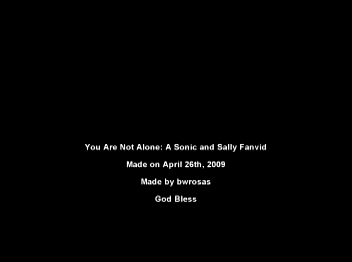 You Are Not Alone: A Sonic and Sally Fanvid
Made on April 26th, 2009
Made by bwrosas
God Bless